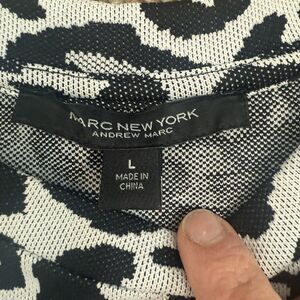 MARC NEW YORK
ANDREW MARC
L
MADE IN
CHINA